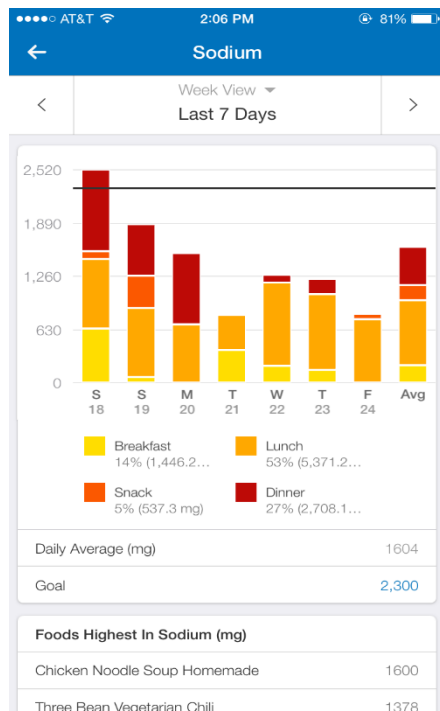 AT&T 2:06 PM 81%
Sodium
Week View
Last 7 Days
2,520
1,890
1,260
630
0
S S M T W T F Avg
18 19 20 21 22 23 24
Breakfast Lunch
14% (1,446.2... 53% (5,371.2...
Snack Dinner
5% (537.3 mg) 27% (2,708.1...
Daily Average (mg) 1604
Goal 2,300
Foods Highest In Sodium (mg)
Chicken Noodle Soup Homemade 1600
Three Bean Vegetarian Chili 1378